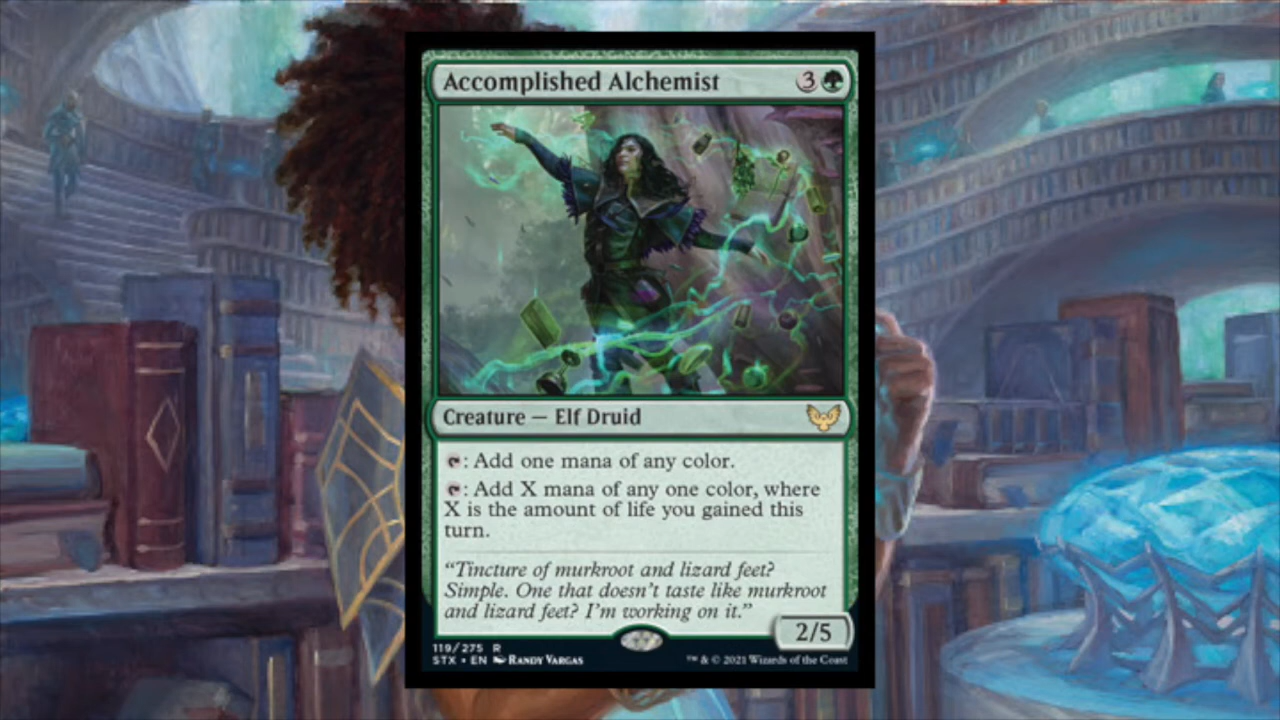 Accomplished Alchemist 3
Creature — Elf Druid
: Add one mana of any color.
: Add X mana of any one color, where
X is the amount of life you gained this
turn.
“Tincture of murkroot and lizard feet?
Simple. One that doesn’t taste like murkroot
and lizard feet? I’m working on it.”
2/5
119/275 R
STX • EN Randy Vargas
™ & © 2021 Wizards of the Coast